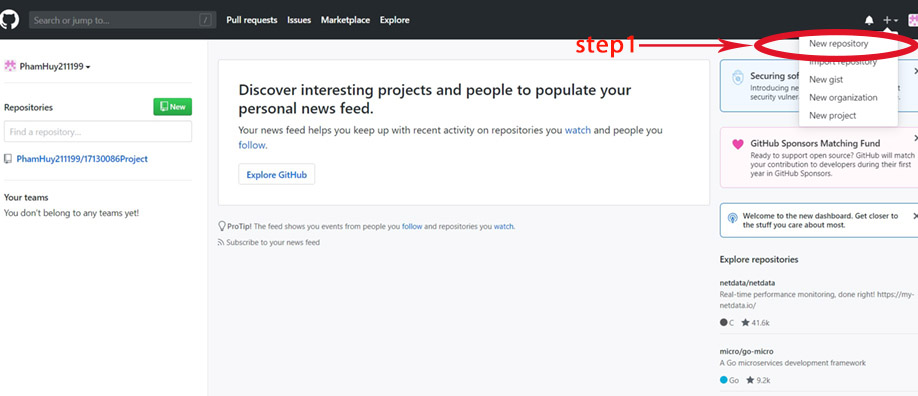 Search or jump to...
/
Pull requests
Issues
Marketplace
Explore
step1
New repository
Import repository
New gist
New organization
New project
PhamHuy211199
Repositories
New
Find a repository...
PhamHuy211199/17130086Project
Your teams
You don't belong to any teams yet!
Discover interesting projects and people to populate your
personal news feed.
Your news feed helps you keep up with recent activity on repositories you watch and people you
follow.
Explore GitHub
ProTip! The feed shows you events from people you follow and repositories you watch.
Subscribe to your news feed
Securing
Introducing
security
GitHub Sponsors Matching Fund
Ready to support open source? GitHub will match
your contribution to developers during their first
year in GitHub Sponsors.
Welcome to the new dashboard. Get closer to
the stuff you care about most.
Explore repositories
netdata/netdata
Real-time performance monitoring, done right! https://my-
netdata.io/
C 41.6k
micro/go-micro
A Go microservices development framework
Go 9.2k